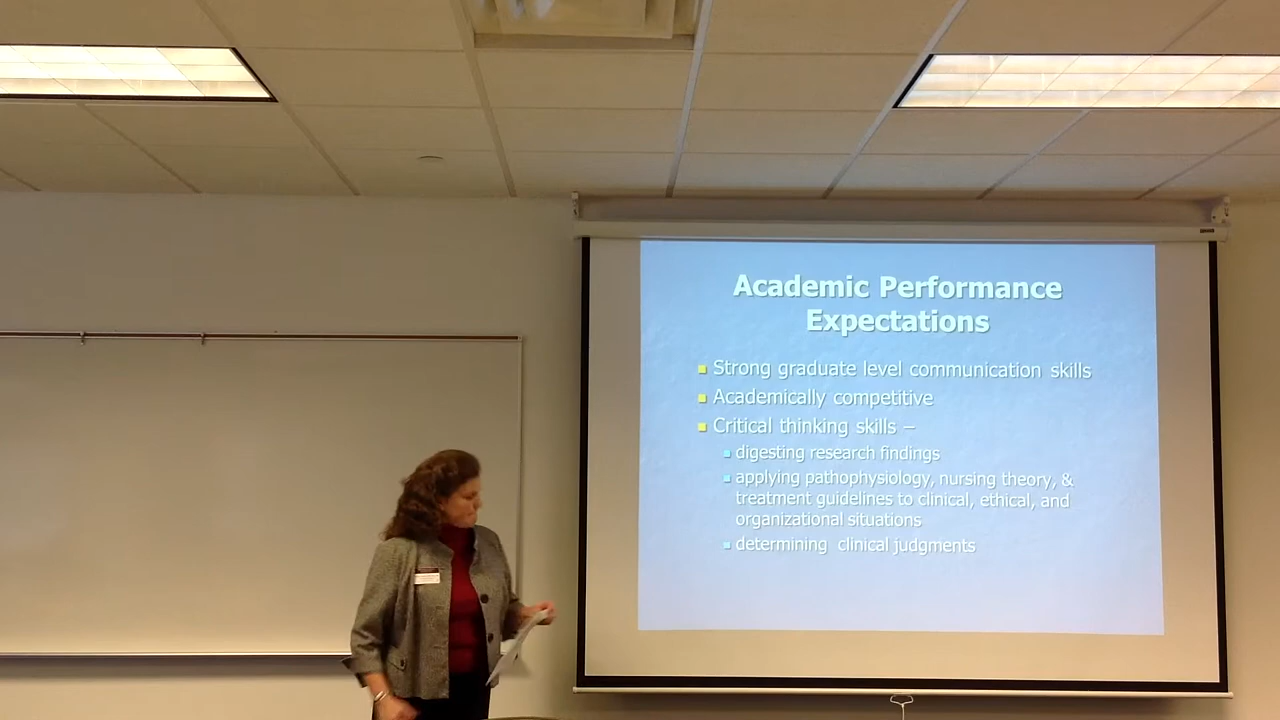 Academic Performance
Expectations
Strong graduate level communication skills
Academically competitive
Critical thinking skills –
digesting research findings
applying pathophysiology, nursing theory, &
treatment guidelines to clinical, ethical, and
organizational situations
determining clinical judgments